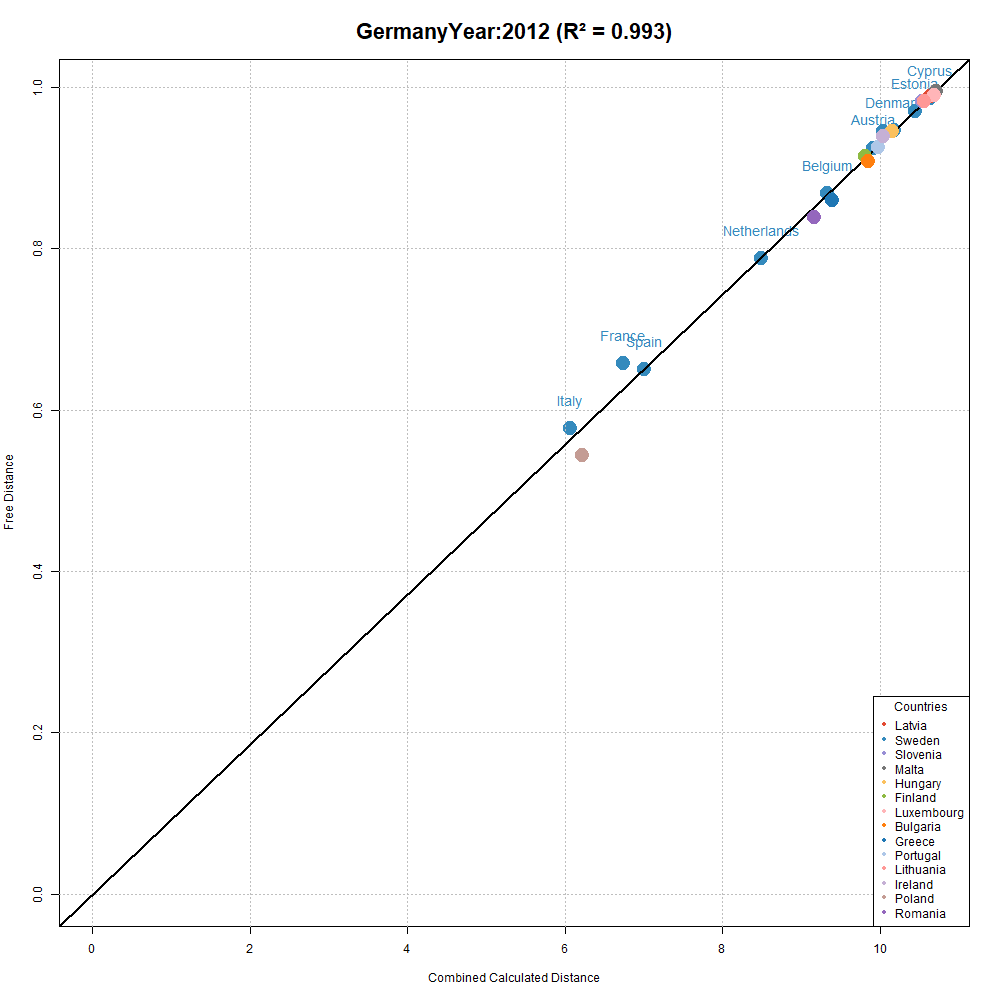 GermanyYear:2012 (R² = 0.993)
Cyprus
Estonia
Denmar
Austria
Belgium
Netherlands
France
Spain
Italy
1.0
0.8
0.6
0.4
0.2
0.0
Free Distance
0 2 4 6 8 10
Combined Calculated Distance
Countries
Latvia
Sweden
Slovenia
Malta
Hungary
Finland
Luxembourg
Bulgaria
Greece
Portugal
Lithuania
Ireland
Poland
Romania